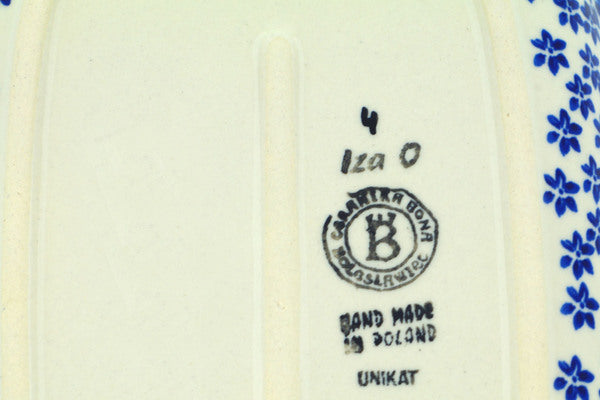 4
Iza O
CERAMIKA BONA
BOLESŁAWIEC
B
HAND MADE
IN POLAND
UNIKAT